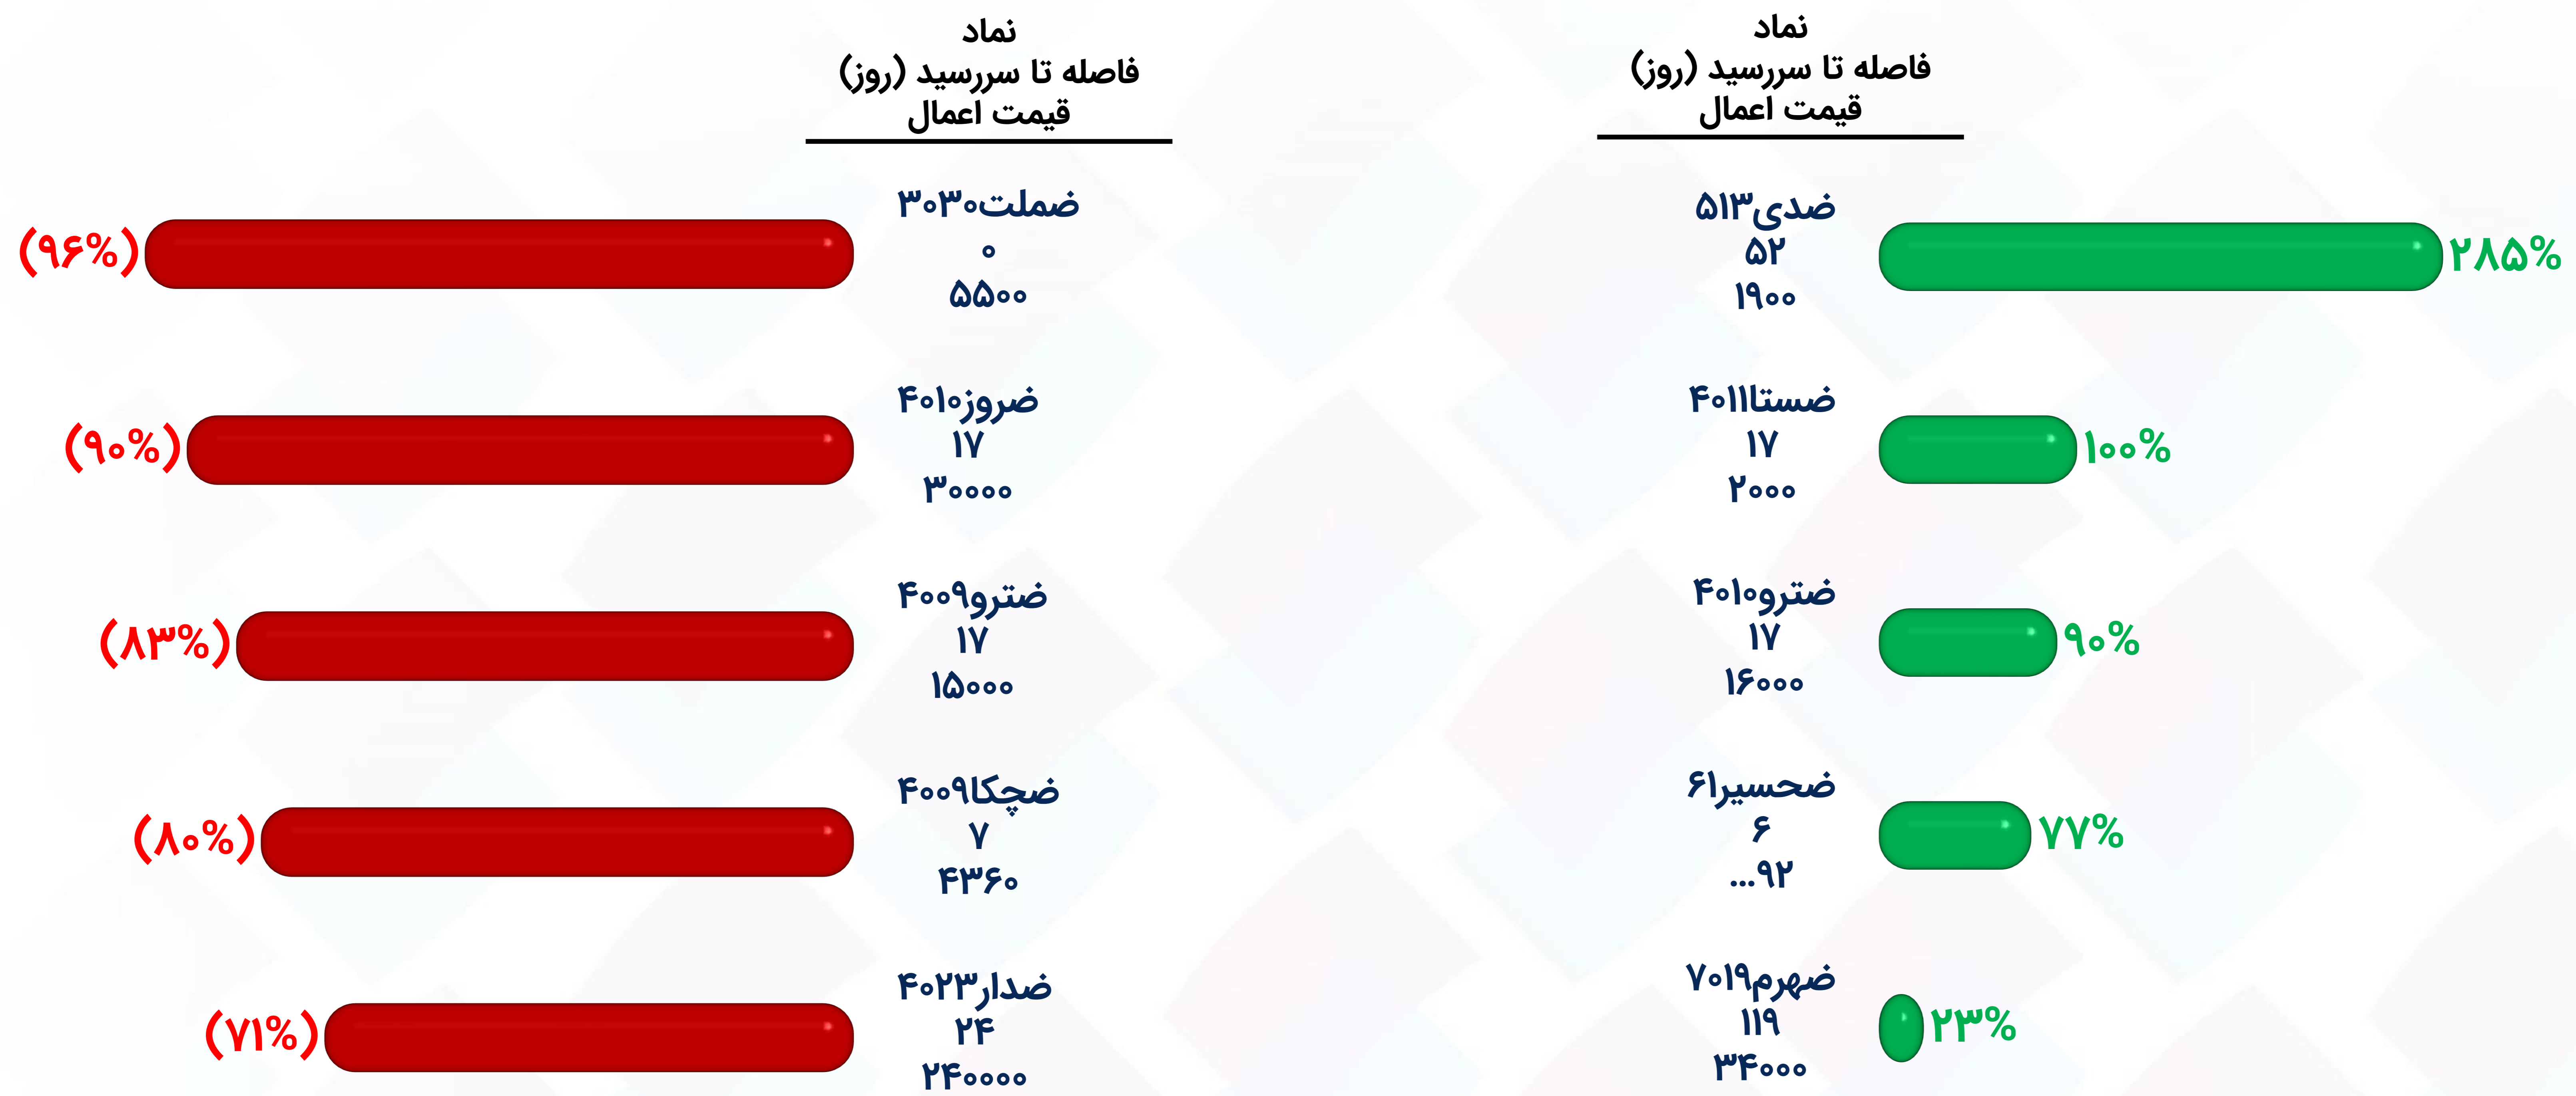 نماد
فاصله تا سررسید (روز)
قیمت اعمال
ضدی۵۱۳
۵۲
۱۹۰۰
۲۸۵%
ضستا۴۰۱۱
۱۷
۲۰۰۰
۱۰۰%
ضترو۴۰۱۰
۱۷
۱۶۰۰۰
۹۰%
ضحسیر۶۱
۶
۹۲...
۷۷%
ضهرم۷۰۱۹
۱۱۹
۳۴۰۰۰
۲۳%
نماد
فاصله تا سررسید (روز)
قیمت اعمال
ضملت۳۰۳۰
۰
۵۵۰۰
(۹۶%)
ضروز۴۰۱۰
۱۷
۳۰۰۰۰
(۹۰%)
ضترو۴۰۰۹
۱۷
۱۵۰۰۰
(۸۳%)
ضچکا۴۰۰۹
۷
۴۳۶۰
(۸۰%)
ضدار۴۰۲۳
۲۴
۲۴۰۰۰۰
(۷۱%)